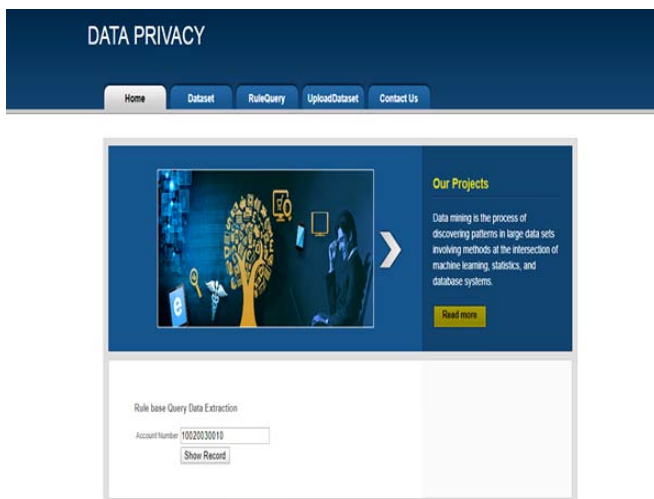 DATA PRIVACY
Home Dataset RuleQuery UploadDataset Contact Us
Our Projects
Data mining is the process of
discovering patterns in large data sets
involving methods at the intersection of
machine learning, statistics, and
database systems.
Read more
Rule base Query Data Extraction
Account Number 10020030010
Show Record